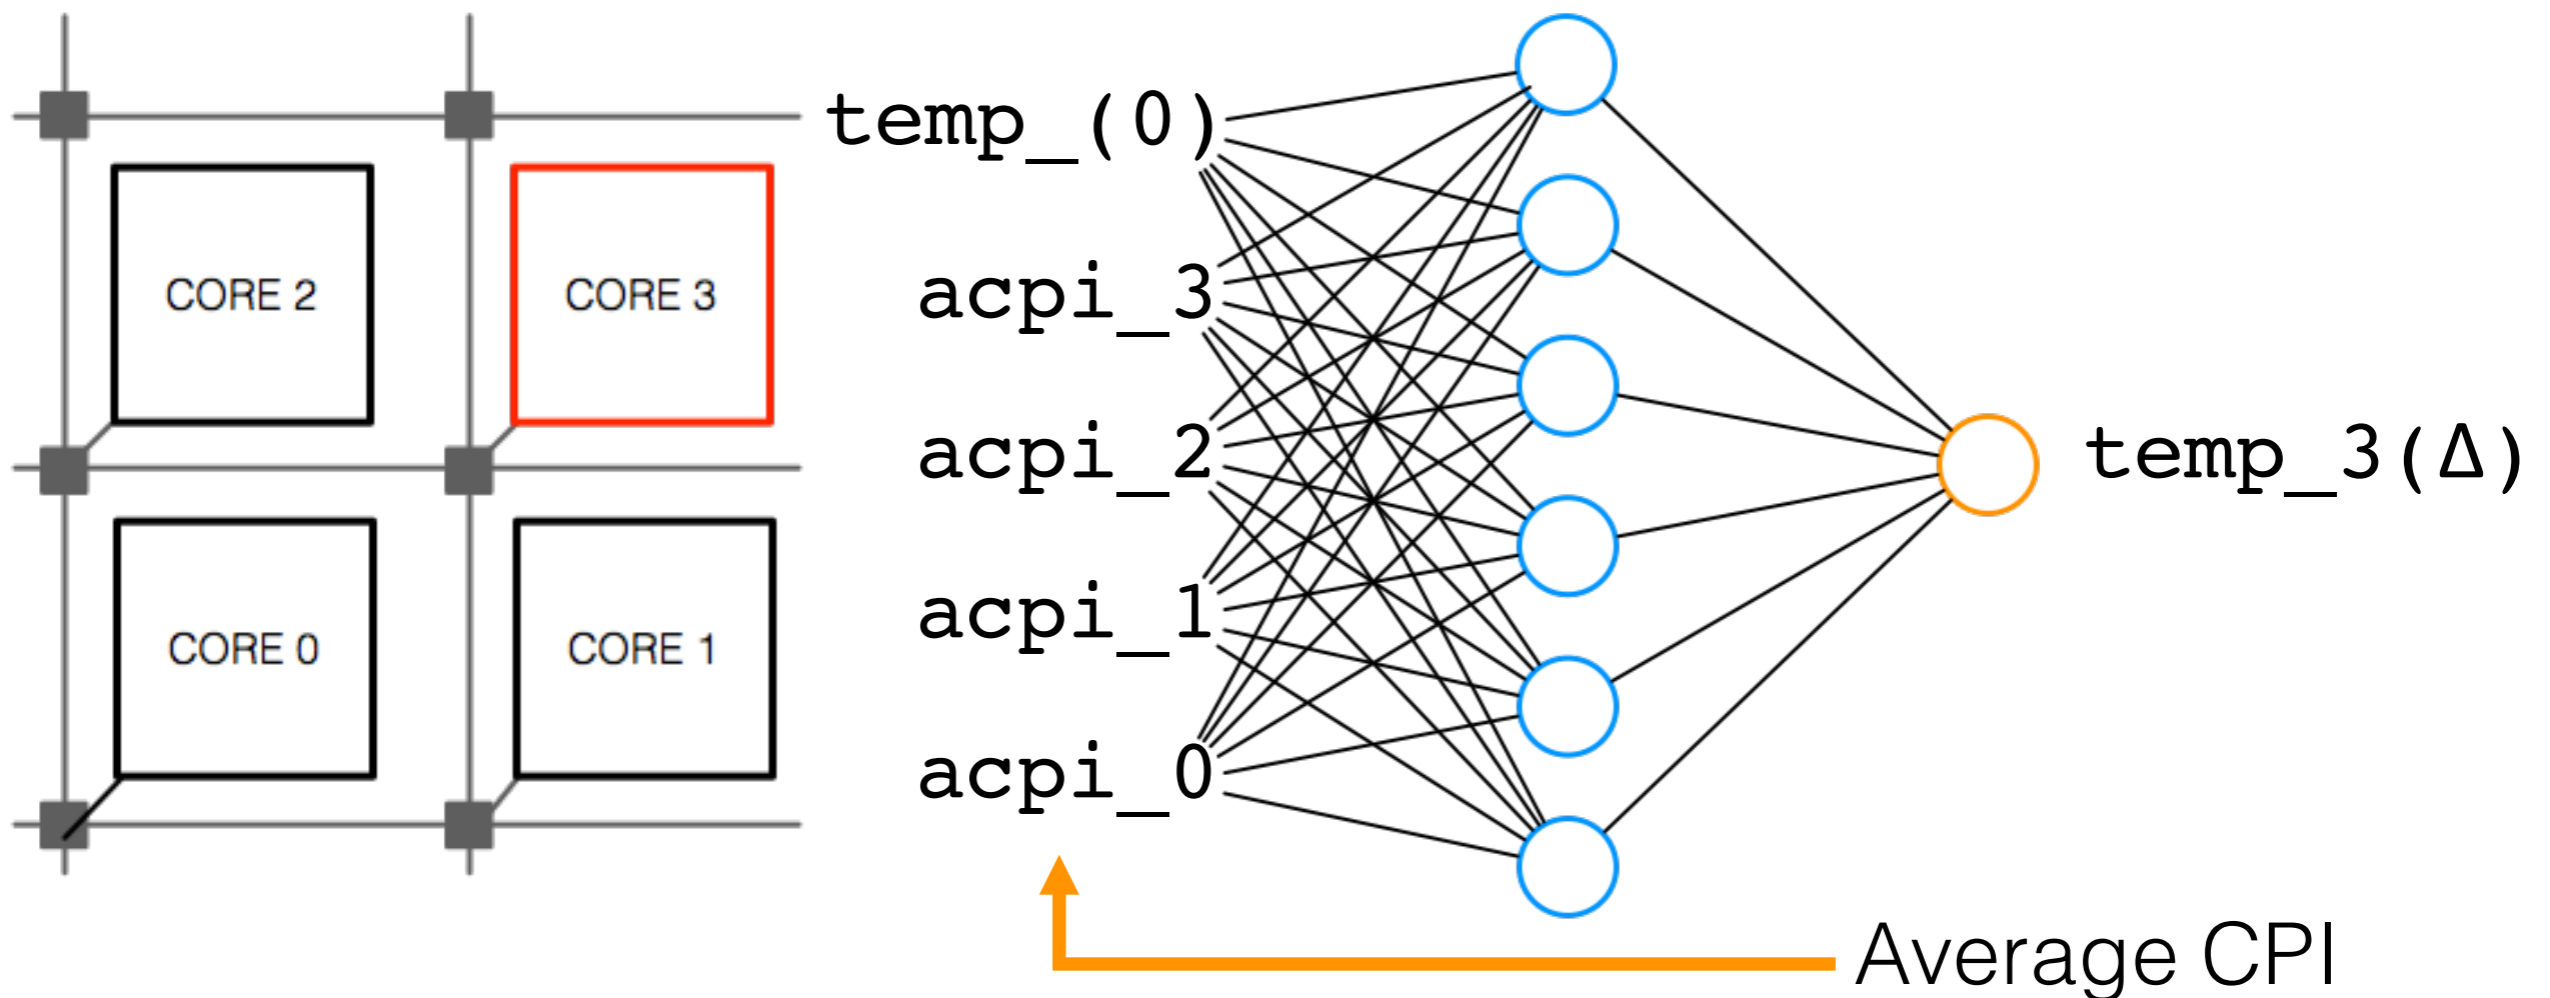 CORE 2
CORE 3
CORE 0
CORE 1
temp_(0)
acpi_3
acpi_2
acpi_1
acpi_0
temp_3(Δ)
Average CPI